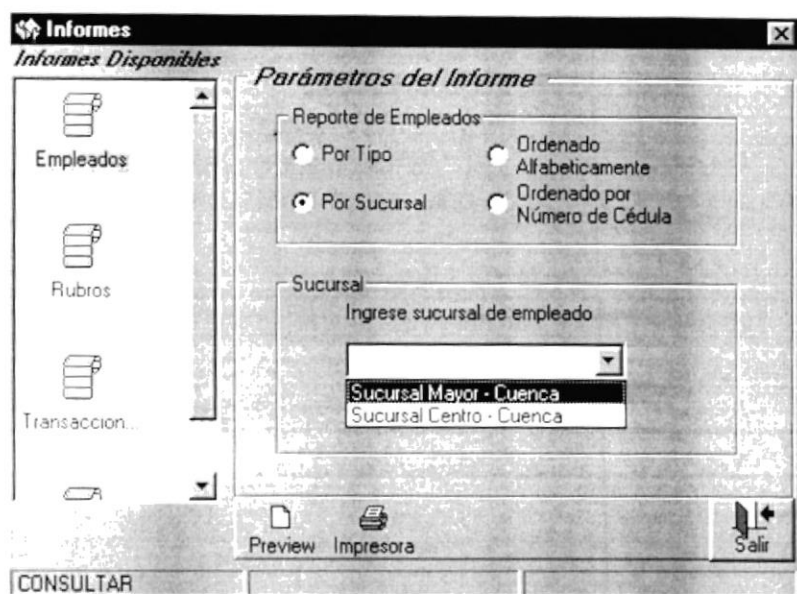 Informes
Informes Disponibles
Empleados
Rubros
Transaccion...
Parámetros del Informe
Reporte de Empleados
Por Tipo
Ordenado
Alfabeticamente
Por Sucursal
Ordenado por
Número de Cédula
Sucursal
Ingrese sucursal de empleado
Sucursal Mayor - Cuenca
Sucursal Centro - Cuenca
Preview
Impresora
Salir
CONSULTAR